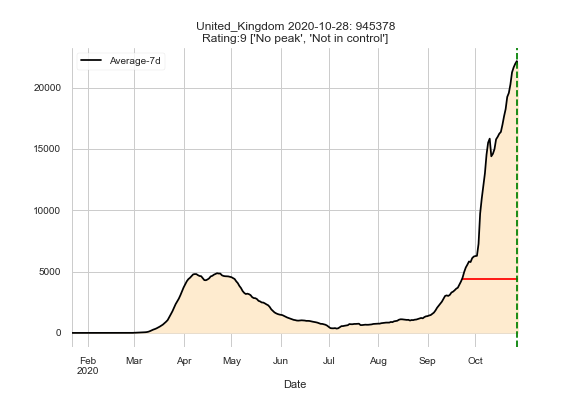 United_Kingdom 2020-10-28: 945378
Rating:9 ['No peak', 'Not in control']
Average-7d
20000
15000
10000
5000
0
Feb Mar Apr May Jun Jul Aug Sep Oct
2020
Date